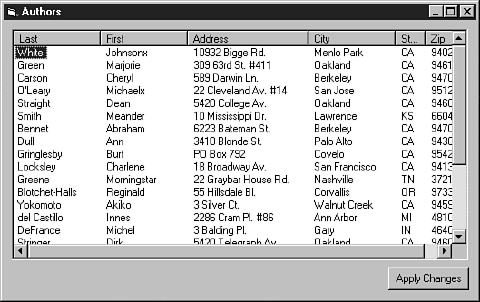 Authors
Last First Address City St... Zip
White Johnsonx 10932 Bigge Rd. Menlo Park CA 9402
Green Marjorie 309 63rd St. #411 Oakland CA 9461
Carson Cheryl 589 Darwin Ln. Berkeley CA 9470
O'Leary Michaelx 22 Cleveland Av. #14 San Jose CA 9512
Straight Dean 5420 College Av. Oakland CA 9460
Smith Meander 10 Mississippi Dr. Lawrence KS 6604
Bennet Abraham 6223 Bateman St. Berkeley CA 9470
Dull Ann 3410 Blonde St. Palo Alto CA 9430
Gringlesby Burt PO Box 792 Covelo CA 9542
Locksley Charlene 18 Broadway Av. San Francisco CA 9413
Greene Morningstar 22 Graybar House Rd. Nashville TN 3721
Blotchet-Halls Reginald 55 Hillsdale Bl. Corvallis OR 9733
Yokomoto Akiko 3 Silver Ct. Walnut Creek CA 9459
del Castillo Innes 2286 Cram Pl. #86 Ann Arbor MI 4810
DeFrance Michel 3 Balding Pl. Gary IN 4640
Stringer Dirk 5420 Telegraph Av. Oakland CA 9460
Apply Changes